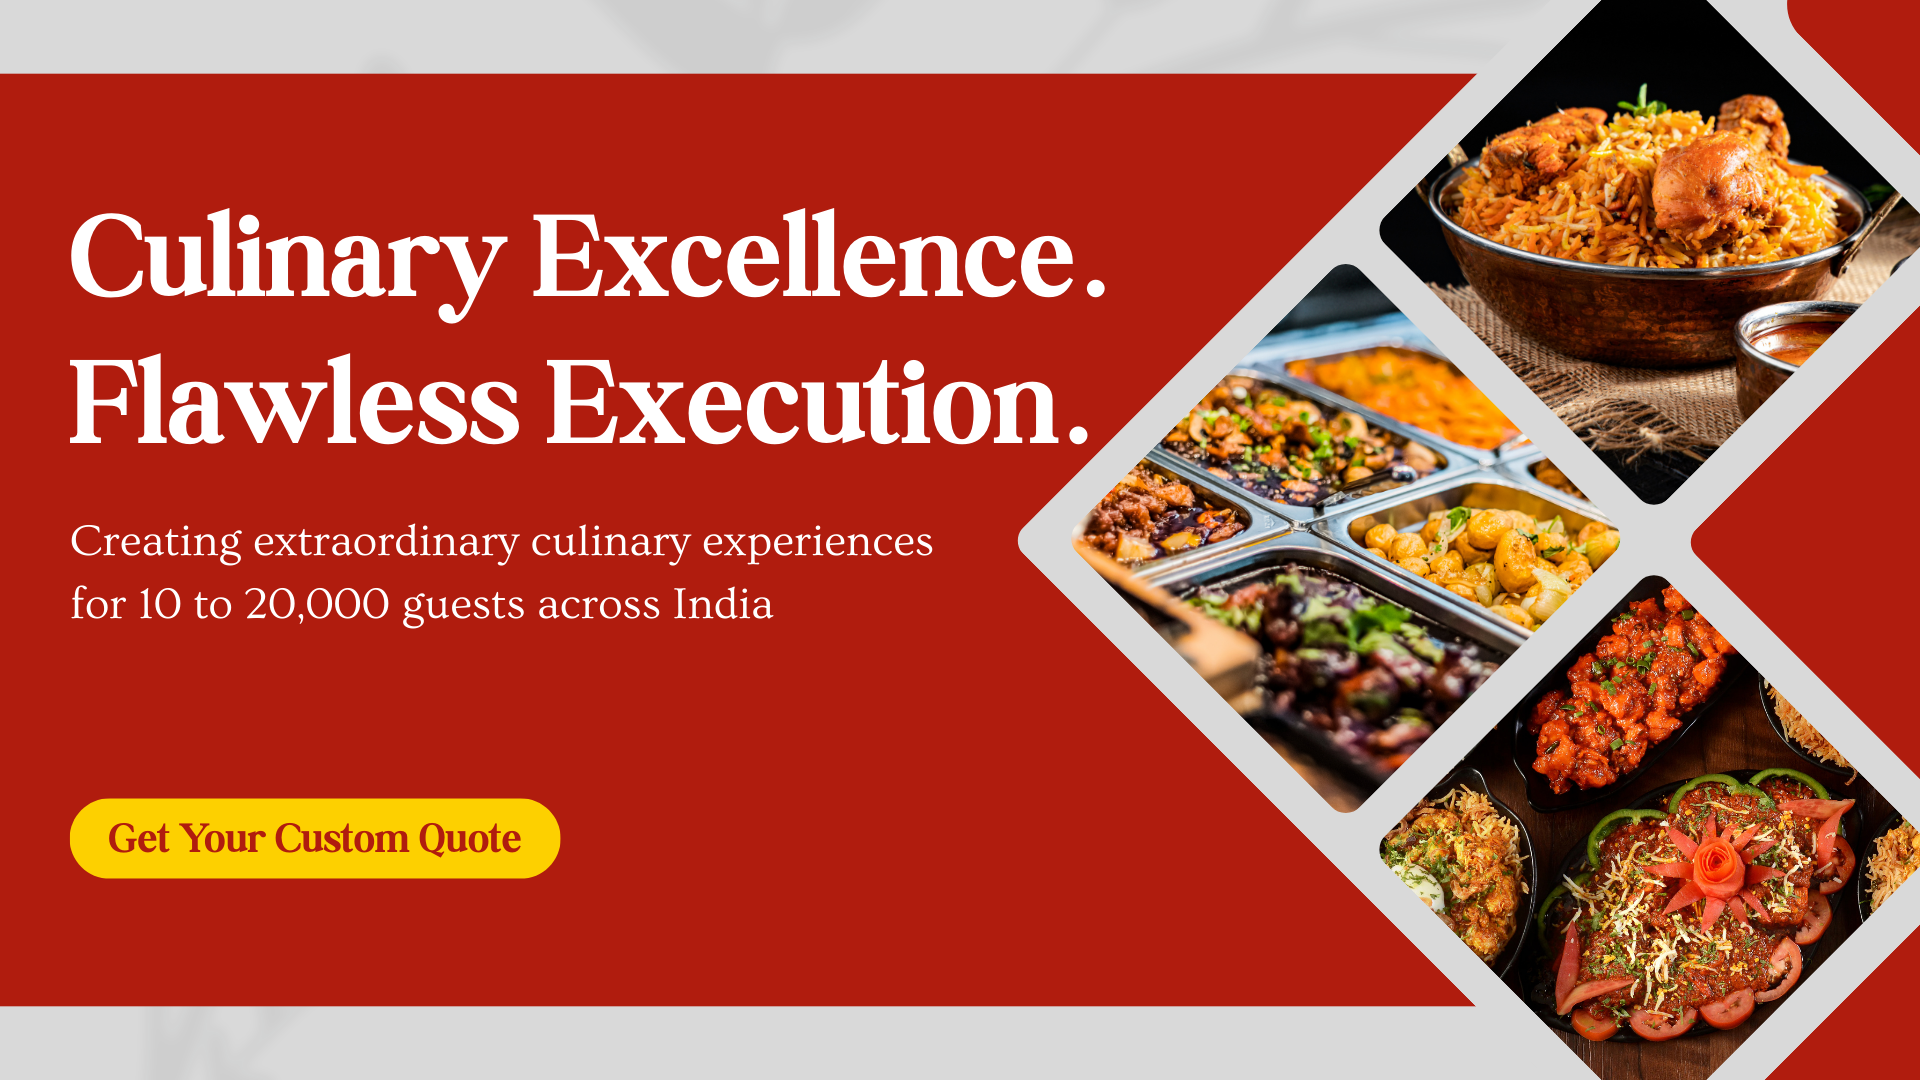 Culinary Excellence.
Flawless Execution.
Creating extraordinary culinary experiences
for 10 to 20,000 guests across India
Get Your Custom Quote